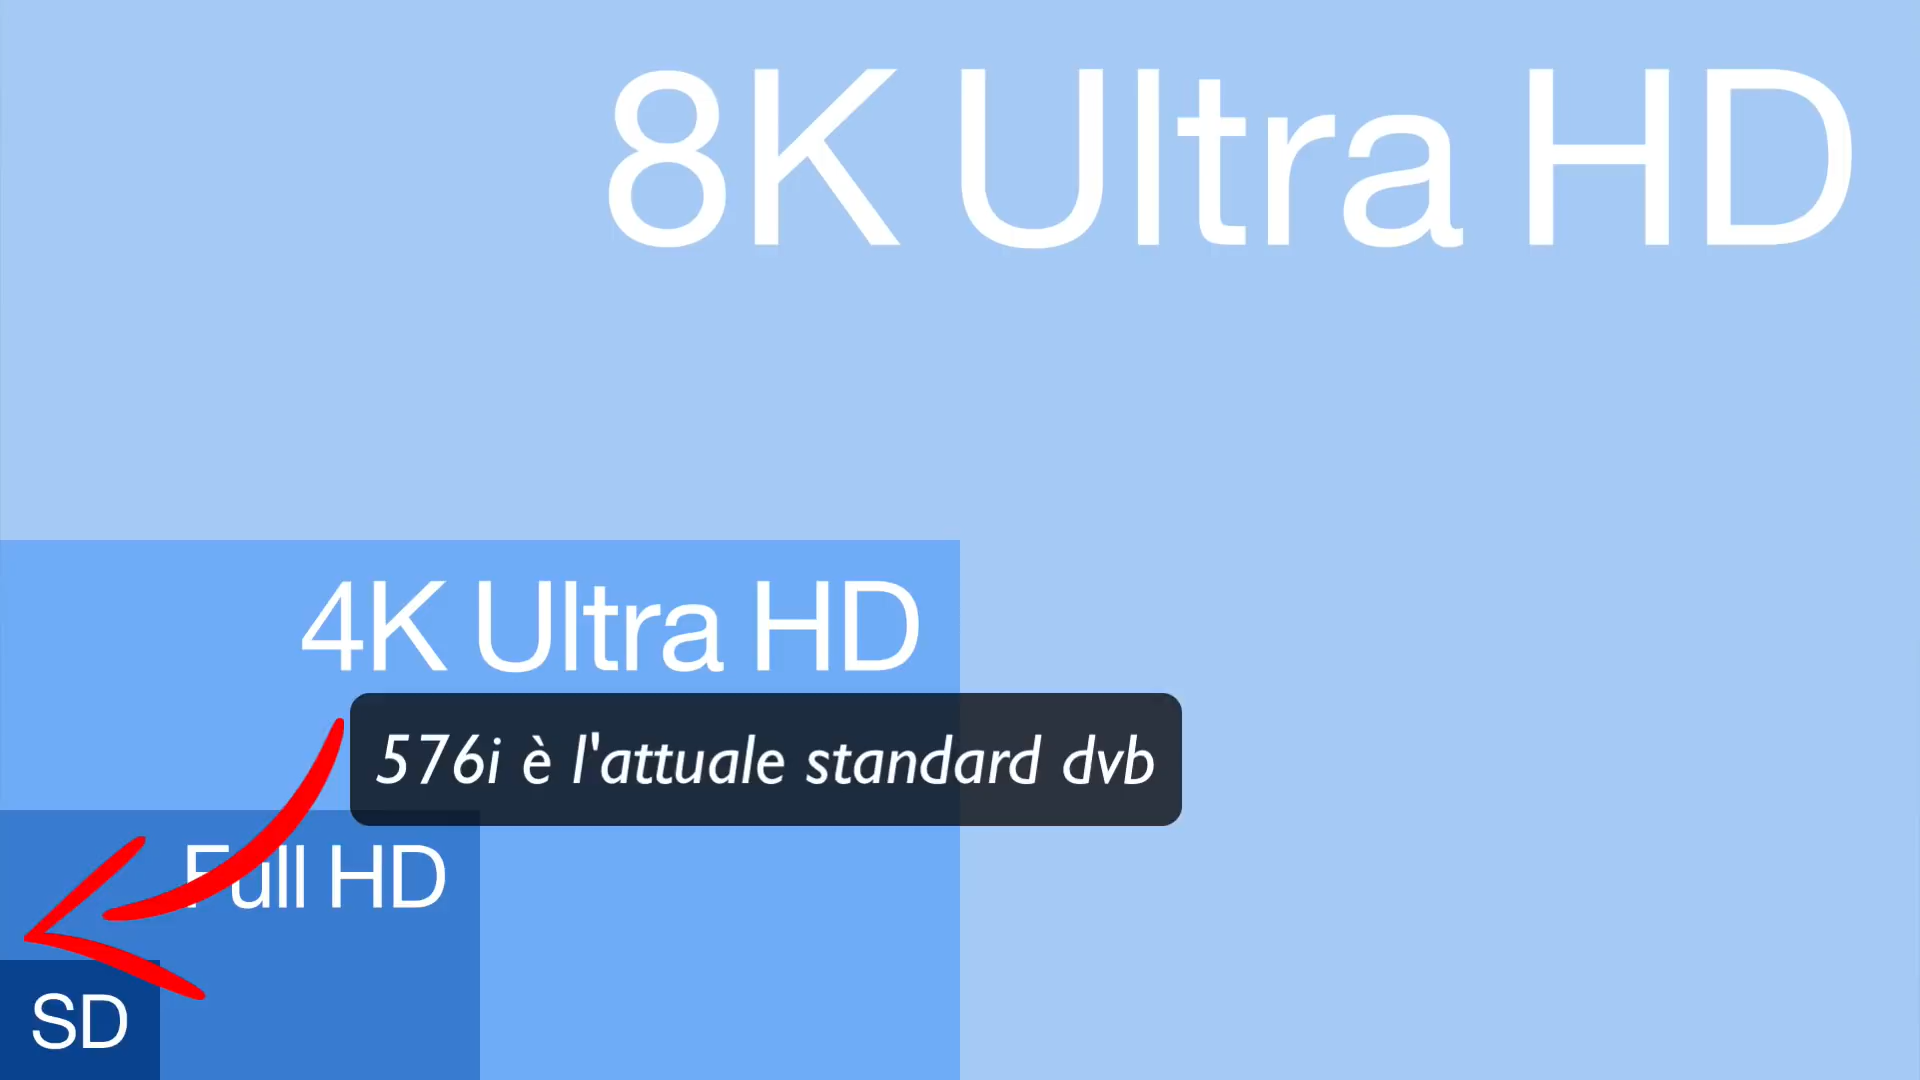 8K Ultra HD
4K Ultra HD
576i è l'attuale standard dvb
Full HD
SD